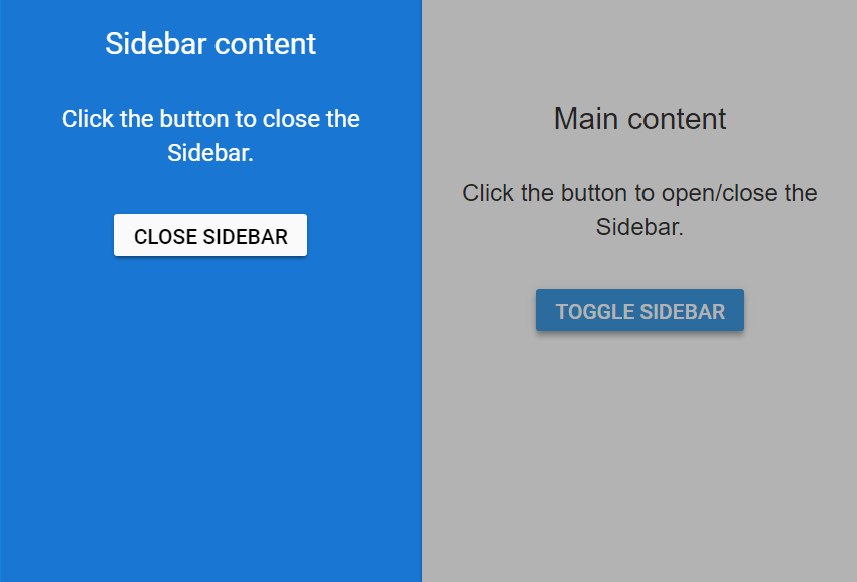 Sidebar content
Click the button to close the
Sidebar.
CLOSE SIDEBAR
Main content
Click the button to open/close the
Sidebar.
TOGGLE SIDEBAR